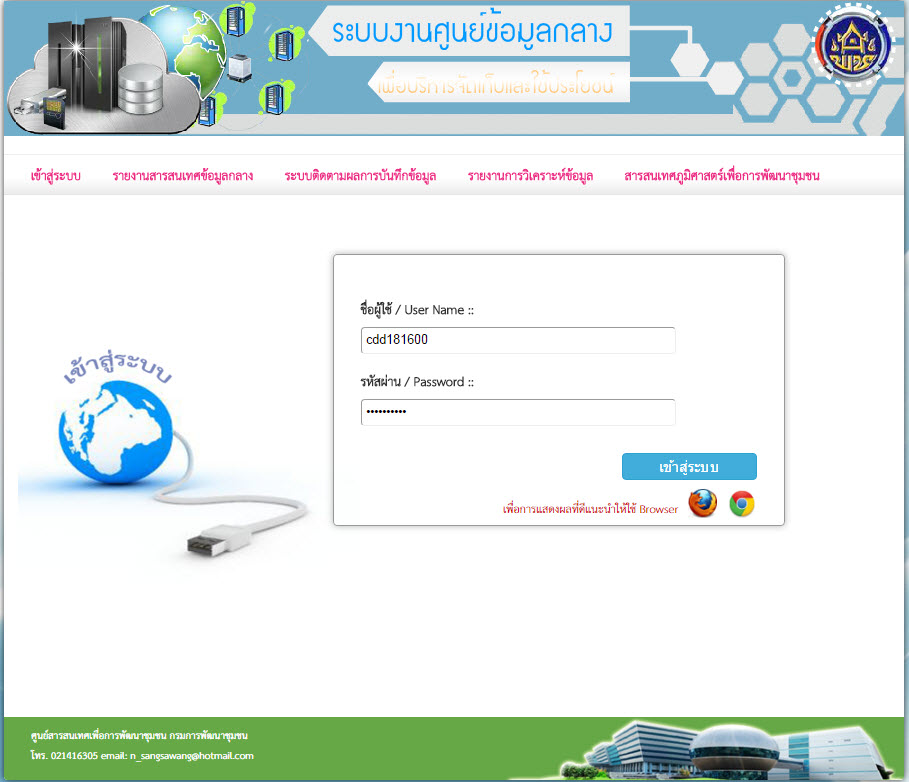 ระบบงานศูนย์ข้อมูลกลาง
เพื่อบริหารจัดเก็บและใช้ประโยชน์
พช
เข้าสู่ระบบ รายงานสารสนเทศข้อมูลกลาง ระบบติดตามผลการบันทึกข้อมูล รายงานการวิเคราะห์ข้อมูล สารสนเทศภูมิศาสตร์เพื่อการพัฒนาชุมชน
เข้าสู่ระบบ
ชื่อผู้ใช้ / User Name ::
cdd181600
รหัสผ่าน / Password ::
••••••••••
เข้าสู่ระบบ
เพื่อการแสดงผลที่ดีแนะนำให้ใช้ Browser
ศูนย์สารสนเทศเพื่อการพัฒนาชุมชน กรมการพัฒนาชุมชน
โทร. 021416305 email: n_sangsawang@hotmail.com